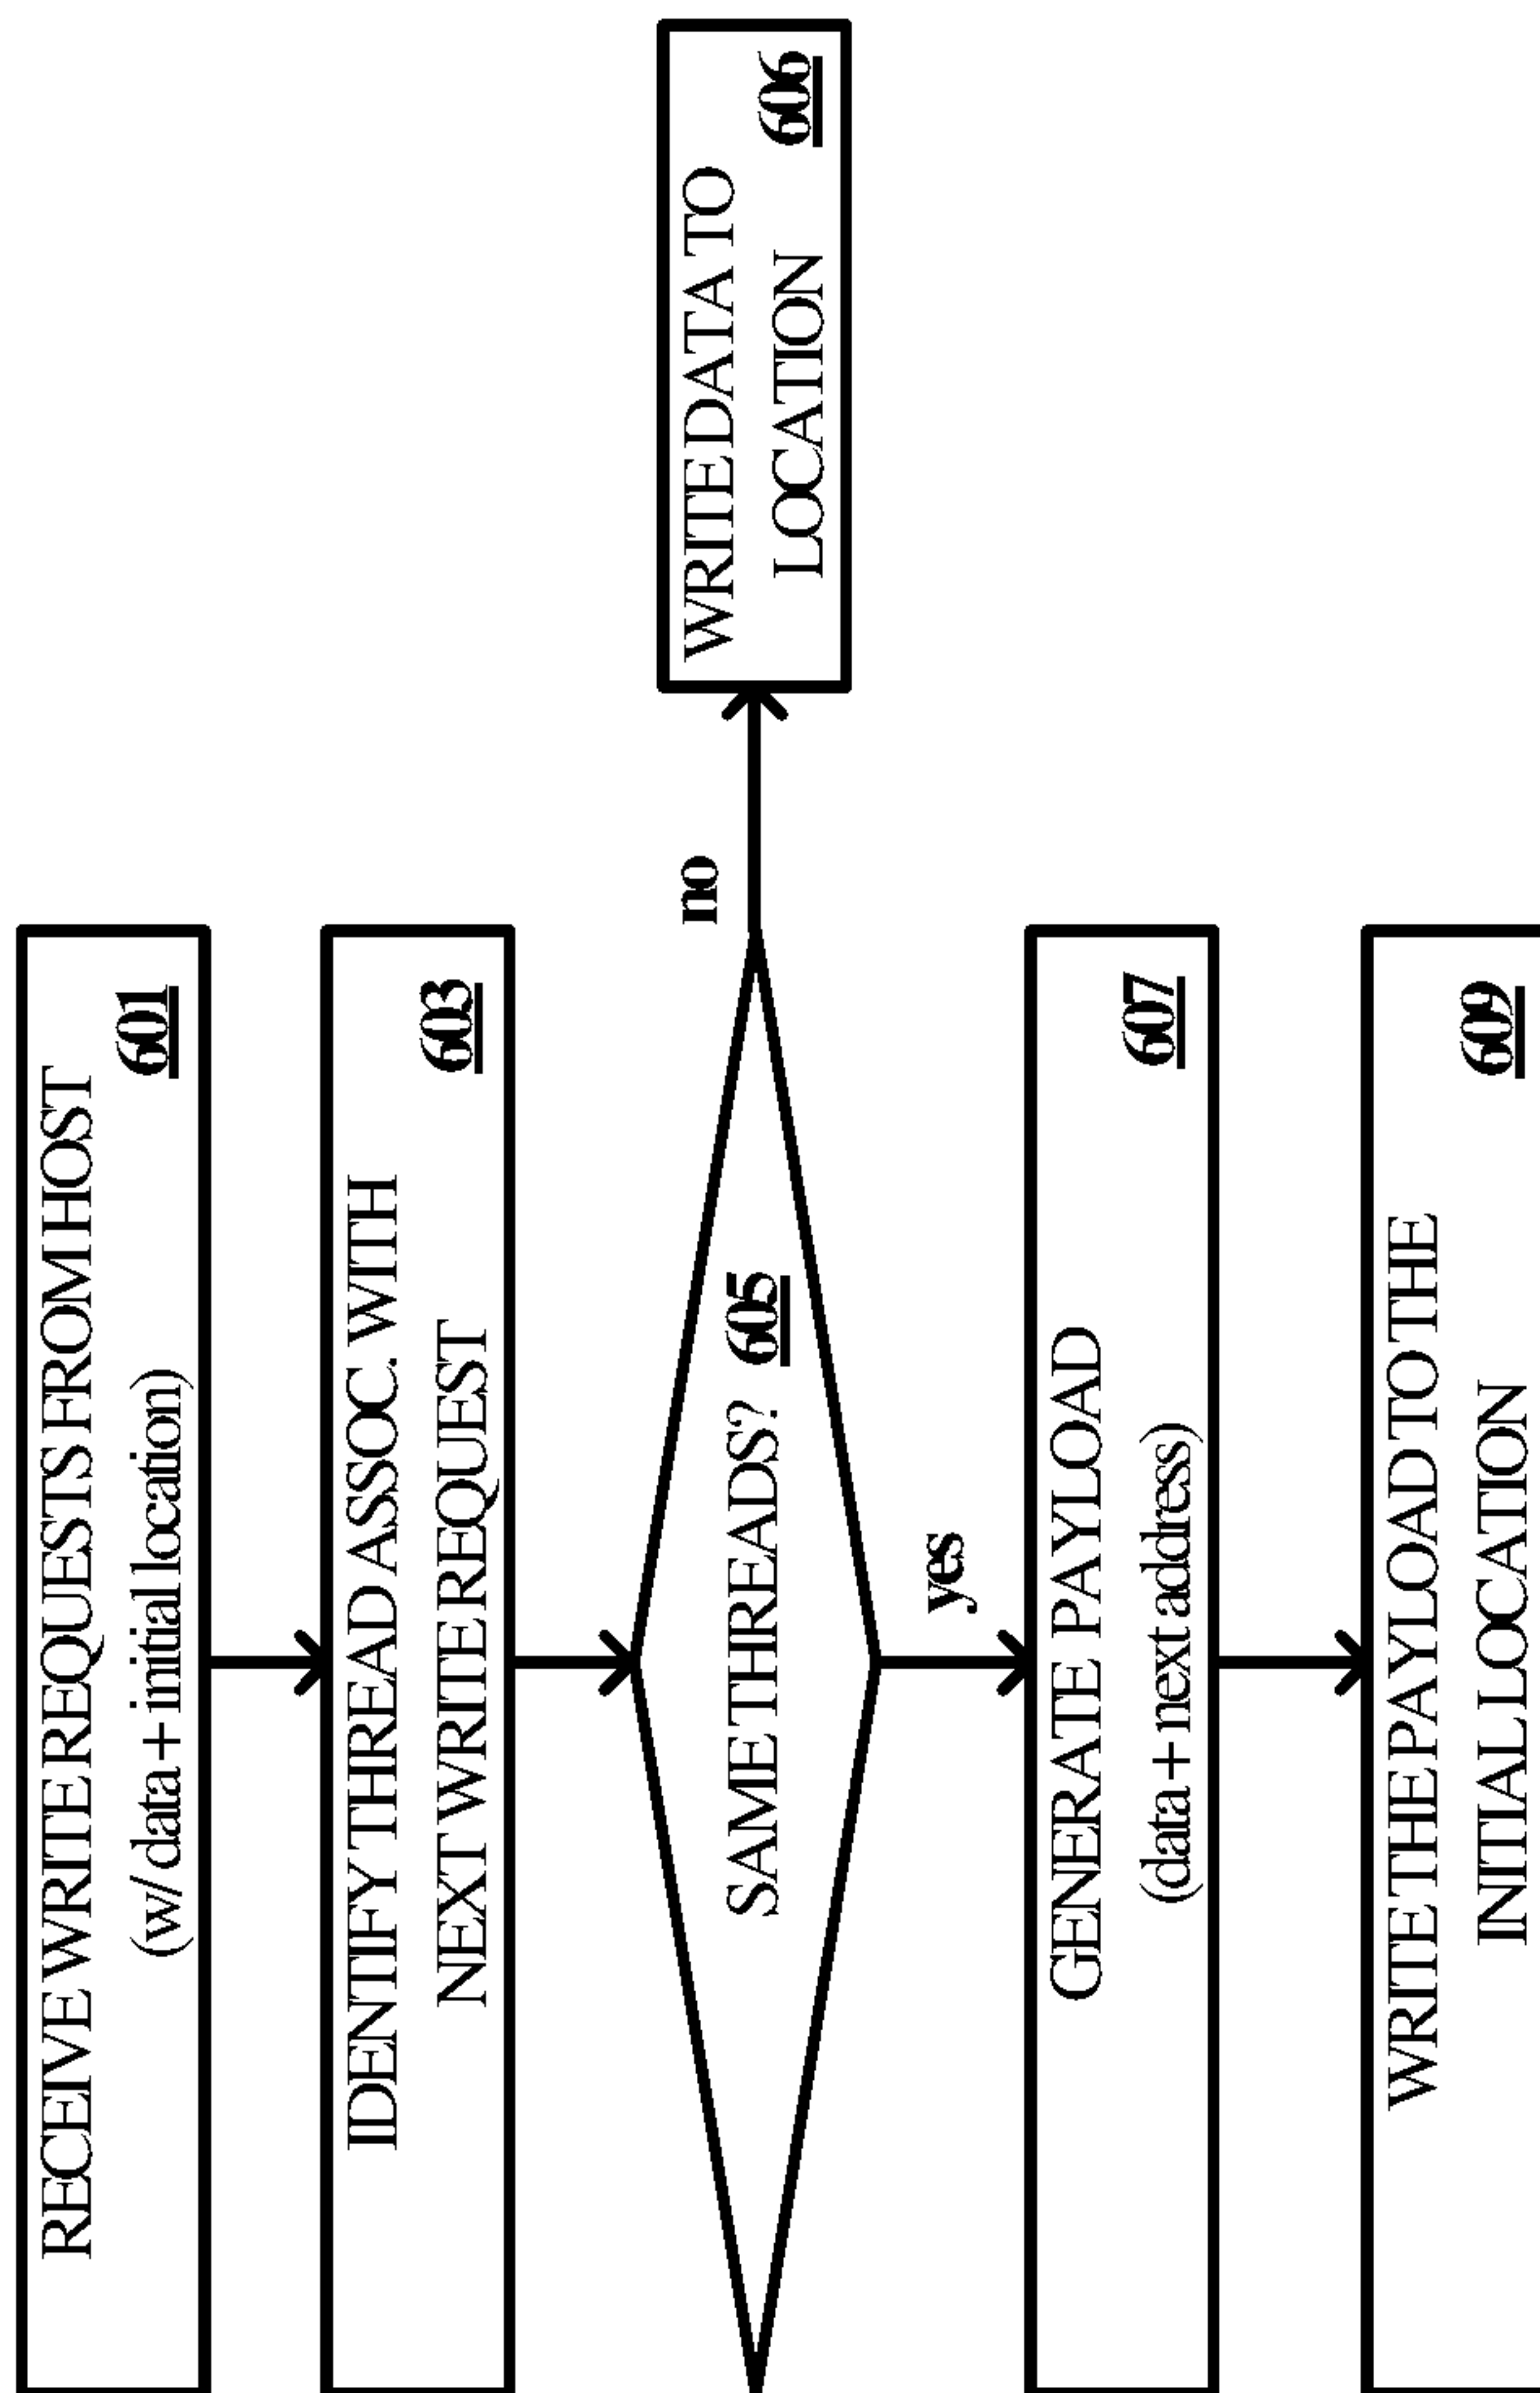 RECEIVE WRITE REQUESTS FROM HOST
(w/ data + initial location)
601
IDENTIFY THREAD ASSOC. WITH
NEXT WRITE REQUEST
603
SAME THREADS?
605
no
WRITE DATA TO
LOCATION
606
yes
GENERATE PAYLOAD
(data + next address)
607
WRITE THE PAYLOAD TO THE
INITIAL LOCATION
609